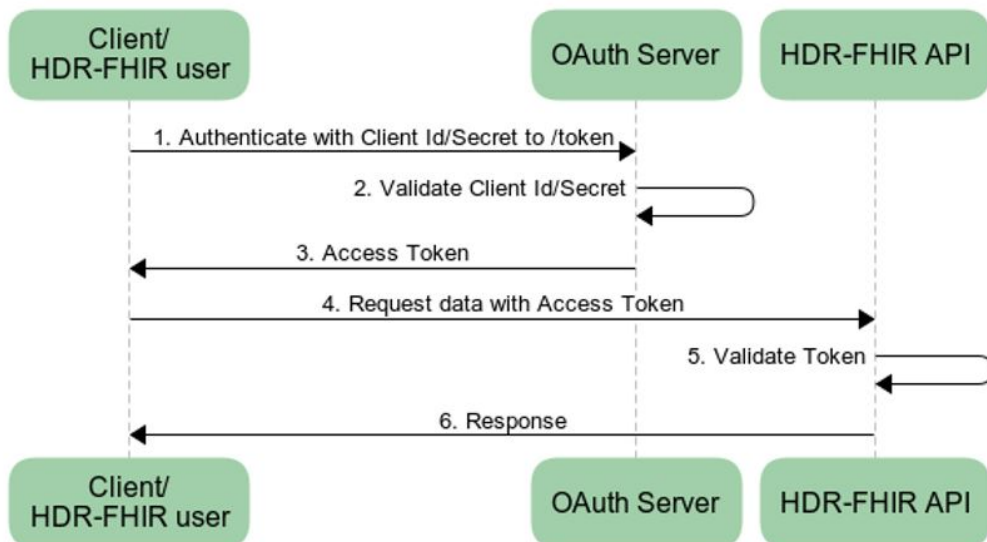 Client/
HDR-FHIR user
OAuth Server
HDR-FHIR API
1. Authenticate with Client Id/Secret to /token
2. Validate Client Id/Secret
3. Access Token
4. Request data with Access Token
5. Validate Token
6. Response
Client/
HDR-FHIR user
OAuth Server
HDR-FHIR API